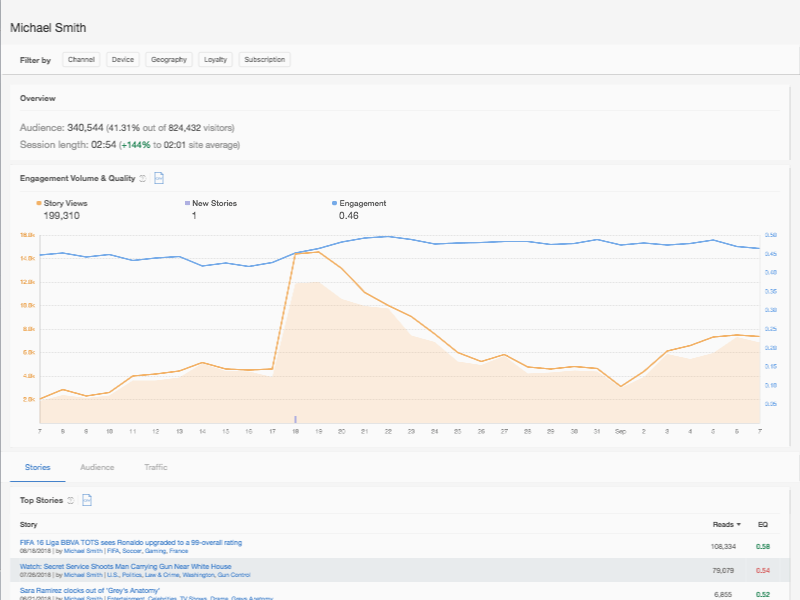 Michael Smith
Filter by Channel Device Geography Loyalty Subscription
Overview
Audience: 340,544 (41.31% out of 824,432 visitors)
Session length: 02:54 (+144% to 02:01 site average)
Engagement Volume & Quality
Story Views New Stories Engagement
199,310 1 0.46
16.0k 0.50
14.0k 0.45
12.0k 0.40
10.0k 0.35
8.0k 0.30
6.0k 0.25
4.0k 0.20
2.0k 0.15
0.10
0.05
7 8 9 10 11 12 13 14 15 16 17 18 19 20 21 22 23 24 25 26 27 28 29 30 31 Sep 2 3 4 5 6 7
Stories Audience Traffic
Top Stories
Story Reads EQ
FIFA 16 Liga BBVA TOTS sees Ronaldo upgraded to a 99-overall rating
06/18/2018 | by Michael Smith | FIFA, Soccer, Gaming, France
108,334 0.58
Watch: Secret Service Shoots Man Carrying Gun Near White House
07/26/2018 | by Michael Smith | U.S., Politics, Law & Crime, Washington, Gun Control
79,079 0.54
Sara Ramirez clocks out of 'Grey's Anatomy'
06/21/2018 | by Michael Smith | Entertainment, Celebrities, TV Shows, Drama, Greys Anatomy
6,855 0.52